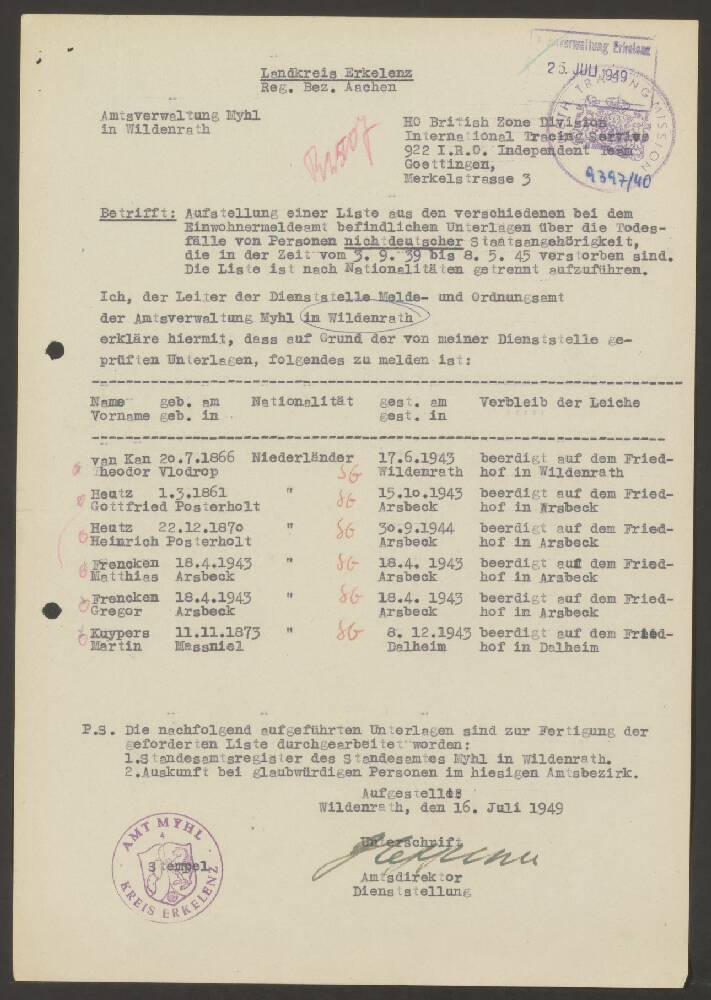 Amtsverwaltung Erkelenz
25. JULI 1949
Landkreis Erkelenz
Reg. Bez. Aachen
Amtsverwaltung Myhl
in Wildenrath
HQ British Zone Division
International Tracing Service
922 I.R.O. Independent Team
Goettingen,
Merkelstrasse 3
TRACING MISSION
9397/40
Betrifft: Aufstellung einer Liste aus den verschiedenen bei dem
Einwohnermeldeamt befindlichen Unterlagen über die Todes-
fälle von Personen nichtdeutscher Staatsangehörigkeit,
die in der Zeit vom 3. 9. 39 bis 8. 5. 45 verstorben sind.
Die Liste ist nach Nationalitäten getrennt aufzuführen.
Ich, der Leiter der Dienststelle Melde- und Ordnungsamt
der Amtsverwaltung Myhl in Wildenrath
erkläre hiermit, dass auf Grund der von meiner Dienststelle ge-
prüften Unterlagen, folgendes zu melden ist:
Name geb. am Nationalität gest. am Verbleib der Leiche
Vorname geb. in gest. in
van Kan 20.7.1866 Niederländer 17.6.1943 beerdigt auf dem Fried-
Theodor Vlodrop SG Wildenrath hof in Wildenrath
Heutz 1.3.1861 " SG 15.10.1943 beerdigt auf dem Fried-
Gottfried Posterholt Arsbeck hof in Arsbeck
Heutz 22.12.1870 " SG 30.9.1944 beerdigt auf dem Fried-
Heinrich Posterholt Arsbeck hof in Arsbeck
Frencken 18.4.1943 " SG 18.4. 1943 beerdigt auf dem Fried-
Matthias Arsbeck Arsbeck hof in Arsbeck
Frencken 18.4.1943 " SG 18.4. 1943 beerdigt auf dem Fried-
Gregor Arsbeck Arsbeck hof in Arsbeck
Kuypers 11.11.1873 " SG 8. 12.1943 beerdigt auf dem Fried-
Martin Massniel Dalheim hof in Dalheim
P.S. Die nachfolgend aufgeführten Unterlagen sind zur Fertigung der
geforderten Liste durchgearbeitet worden:
1.Standesamtsregister des Standesamtes Myhl in Wildenrath.
2.Auskunft bei glaubwürdigen Personen im hiesigen Amtsbezirk.
Aufgestellt:
Wildenrath, den 16. Juli 1949
AMT MYHL
Stempel
KREIS ERKELENZ
Unterschrift
Amtsdirektor
Dienststellung